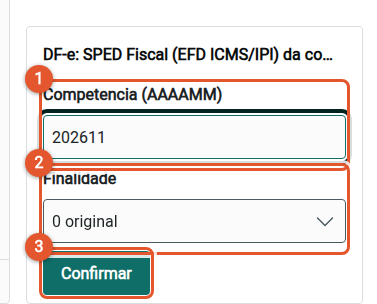 DF-e: SPED Fiscal (EFD ICMS/IPI) da co...
1
Competencia (AAAAMM)
202611
2
Finalidade
0 original
3
Confirmar